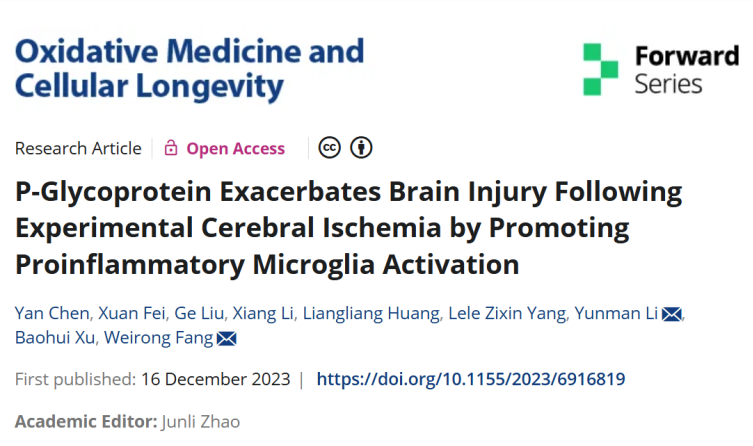 Oxidative Medicine and
Cellular Longevity
Forward
Series
Research Article
Open Access
cc
P-Glycoprotein Exacerbates Brain Injury Following
Experimental Cerebral Ischemia by Promoting
Proinflammatory Microglia Activation
Yan Chen, Xuan Fei, Ge Liu, Xiang Li, Liangliang Huang, Lele Zixin Yang, Yunman Li,
Baohui Xu, Weirong Fang
First published: 16 December 2023 | https://doi.org/10.1155/2023/6916819
Academic Editor: Junli Zhao